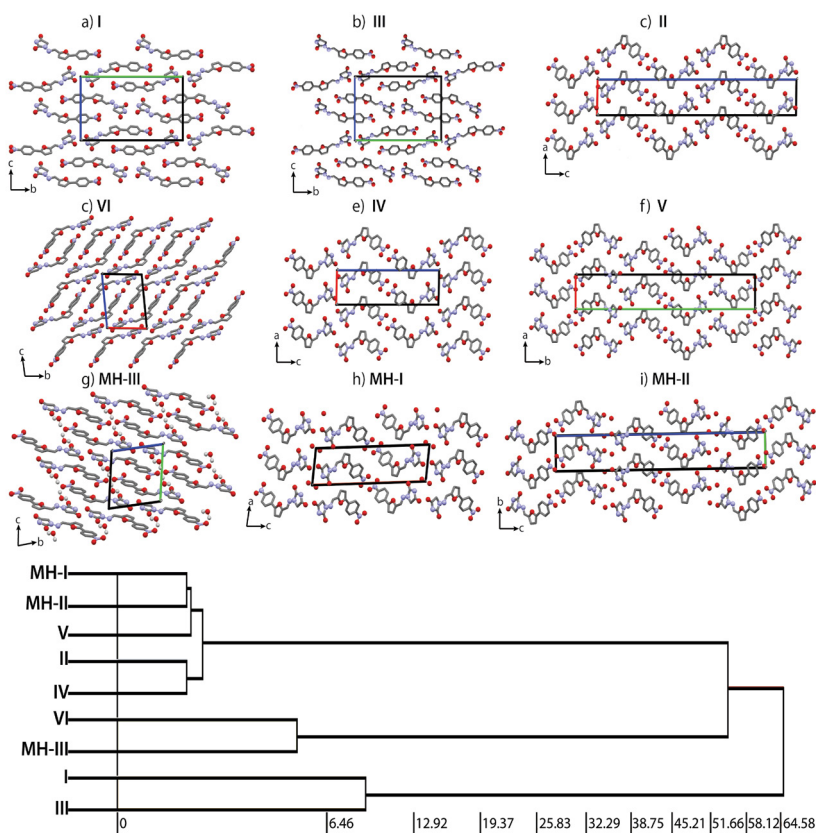 a) I
b) III
c) II
c
b
c
b
a
c
c) VI
e) IV
f) V
c
b
a
c
a
b
g) MH-III
h) MH-I
i) MH-II
c
b
a
c
b
c
MH-I
MH-II
V
II
IV
VI
MH-III
I
III
0 6.46 12.92 19.37 25.83 32.29 38.75 45.21 51.66 58.12 64.58